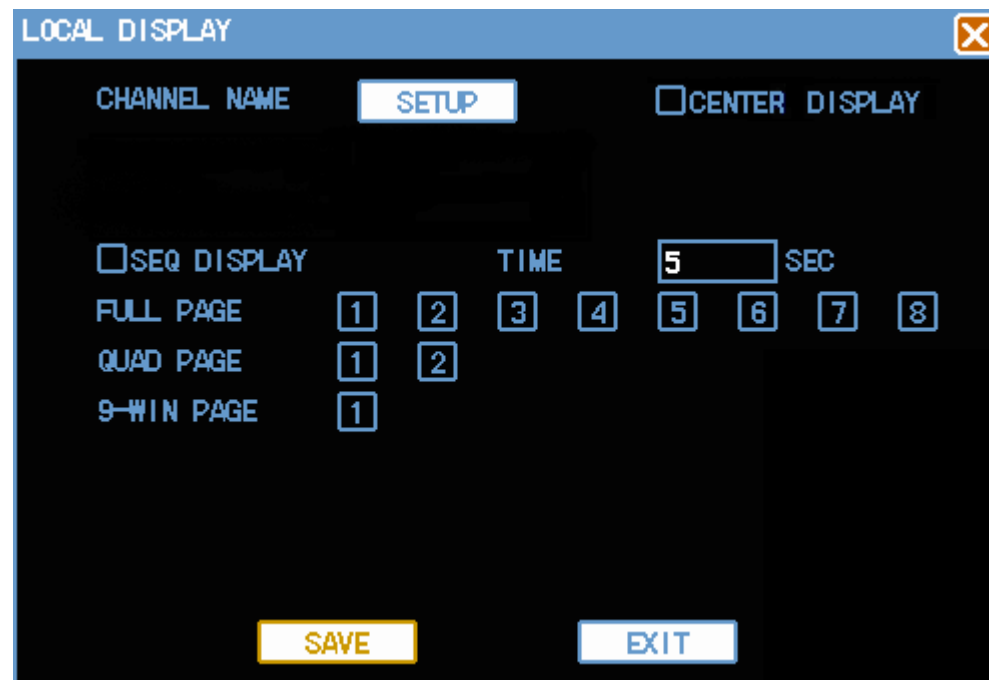 LOCAL DISPLAY
CHANNEL NAME SETUP CENTER DISPLAY
SEQ DISPLAY TIME 5 SEC
FULL PAGE 1 2 3 4 5 6 7 8
QUAD PAGE 1 2
9-WIN PAGE 1
SAVE EXIT